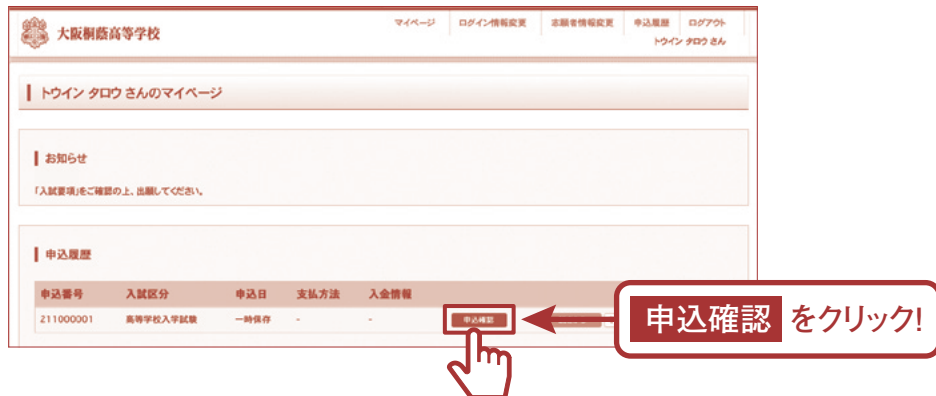 大阪桐蔭高等学校
マイページ ログイン情報変更 志願者情報変更 申込履歴 ログアウト
トウイン タロウ さん
トウイン タロウ さんのマイページ
お知らせ
「入試要項」をご確認の上、出願してください。
申込履歴
申込番号 入試区分 申込日 支払方法 入金情報
211000001 高等学校入学試験 一時保存 - -
申込確認
申込確認 をクリック!